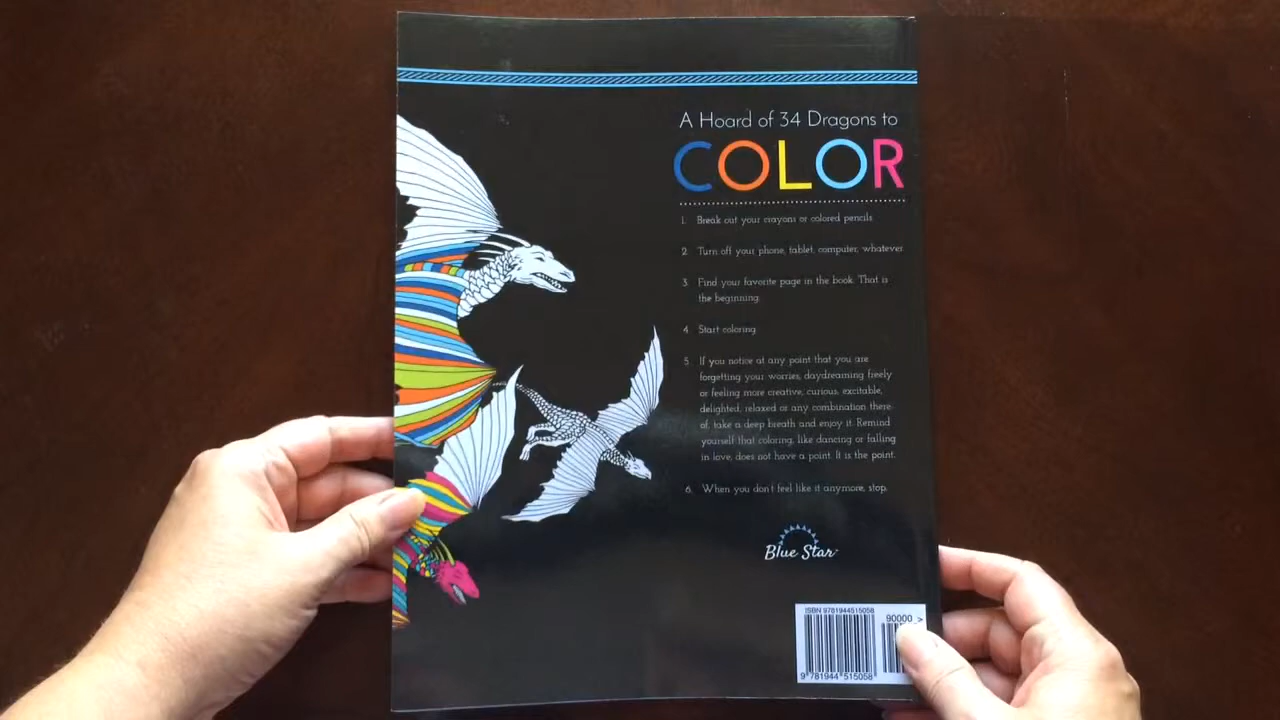 A Hoard of 34 Dragons to
COLOR
1. Break out your crayons or colored pencils.
2. Turn off your phone, tablet, computer, whatever.
3. Find your favorite page in the book. That is
the beginning.
4. Start coloring.
5. If you notice at any point that you are
forgetting your worries, daydreaming freely
or feeling more creative, curious, excitable,
delighted, relaxed or any combination there-
of, take a deep breath and enjoy it. Remind
yourself that coloring, like dancing or falling
in love, does not have a point. It is the point.
6. When you don't feel like it anymore, stop.
Blue Star
ISBN 9781944515058
90000 >
9 781944 515058